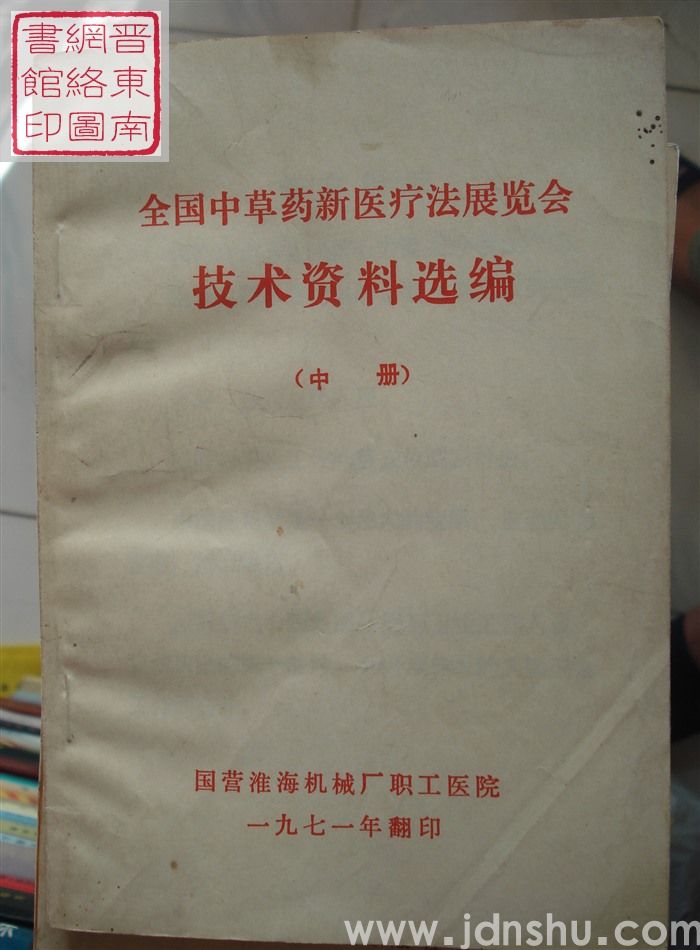 晋東南
網絡圖
書館印
全国中草药新医疗法展览会
技术资料选编
（中 册）
国营淮海机械厂职工医院
一九七一年翻印
www.jdnshu.com